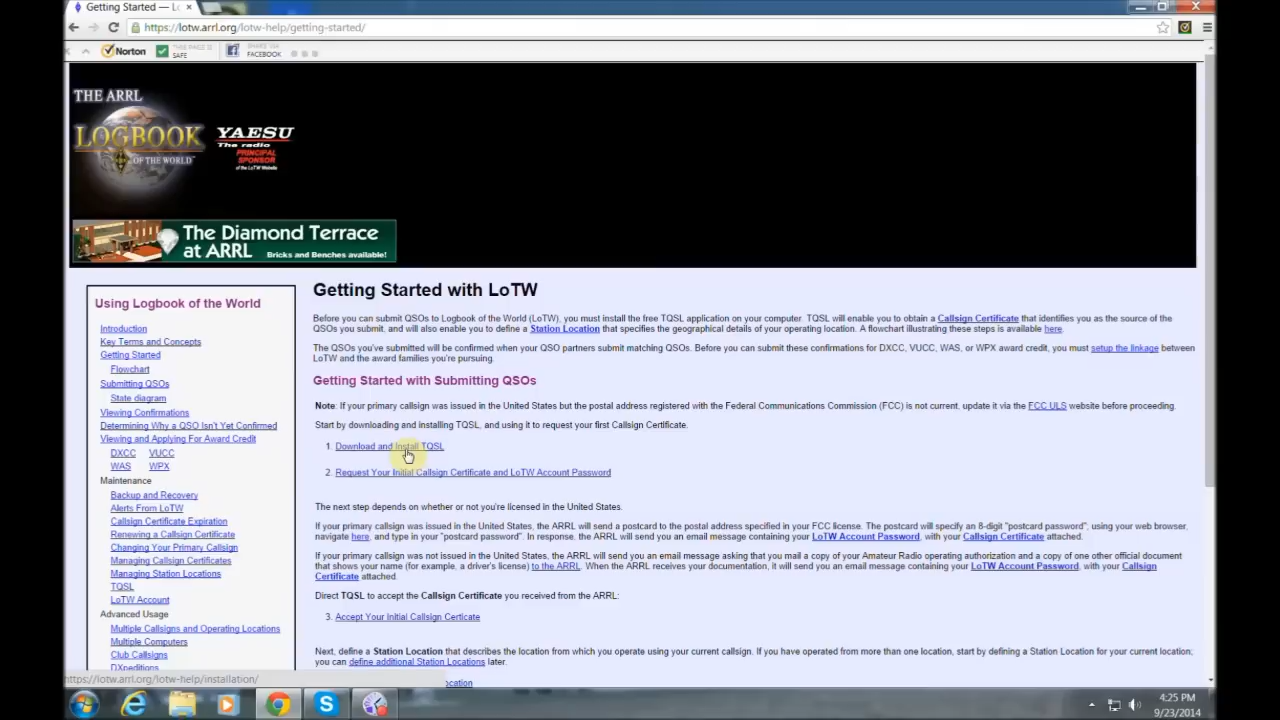 Getting Started — Lo
https://lotw.arrl.org/lotw-help/getting-started/
Norton
THIS PAGE IS
SAFE
SHARE VIA
FACEBOOK
THE ARRL
LOGBOOK
OF THE WORLD
YAESU
The radio
PRINCIPAL
SPONSOR
of the LoTW Website
The Diamond Terrace
at ARRL Bricks and Benches available!
Using Logbook of the World
Introduction
Key Terms and Concepts
Getting Started
Flowchart
Submitting QSOs
State diagram
Viewing Confirmations
Determining Why a QSO Isn't Yet Confirmed
Viewing and Applying For Award Credit
DXCC VUCC
WAS WPX
Maintenance
Backup and Recovery
Alerts From LoTW
Callsign Certificate Expiration
Renewing a Callsign Certificate
Changing Your Primary Callsign
Managing Callsign Certificates
Managing Station Locations
TQSL
LoTW Account
Advanced Usage
Multiple Callsigns and Operating Locations
Multiple Computers
Club Callsigns
DXpeditions
Getting Started with LoTW
Before you can submit QSOs to Logbook of the World (LoTW), you must install the free TQSL application on your computer. TQSL will enable you to obtain a Callsign Certificate that identifies you as the source of the
QSOs you submit, and will also enable you to define a Station Location that specifies the geographical details of your operating location. A flowchart illustrating these steps is available here.
The QSOs you've submitted will be confirmed when your QSO partners submit matching QSOs. Before you can submit these confirmations for DXCC, VUCC, WAS, or WPX award credit, you must setup the linkage between
LoTW and the award families you're pursuing.
Getting Started with Submitting QSOs
Note: If your primary callsign was issued in the United States but the postal address registered with the Federal Communications Commission (FCC) is not current, update it via the FCC ULS website before proceeding.
Start by downloading and installing TQSL, and using it to request your first Callsign Certificate.
1. Download and Install TQSL
2. Request Your Initial Callsign Certificate and LoTW Account Password
The next step depends on whether or not you're licensed in the United States.
If your primary callsign was issued in the United States, the ARRL will send a postcard to the postal address specified in your FCC license. The postcard will specify an 8-digit "postcard password"; using your web browser,
navigate here, and type in your "postcard password". In response, the ARRL will send you an email message containing your LoTW Account Password, with your Callsign Certificate attached.
If your primary callsign was not issued in the United States, the ARRL will send you an email message asking that you mail a copy of your Amateur Radio operating authorization and a copy of one other official document
that shows your name (for example, a driver's license) to the ARRL. When the ARRL receives your documentation, it will send you an email message containing your LoTW Account Password, with your Callsign
Certificate attached.
Direct TQSL to accept the Callsign Certificate you received from the ARRL:
3. Accept Your Initial Callsign Certicate
Next, define a Station Location that describes the location from which you operate using your current callsign. If you have operated from more than one location, start by defining a Station Location for your current location;
you can define additional Station Locations later.
ocation
https://lotw.arrl.org/lotw-help/installation/
4:25 PM
9/23/2014